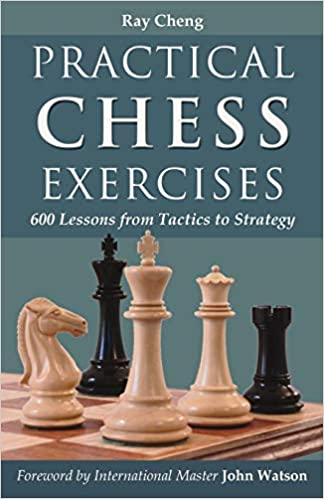 Ray Cheng
PRACTICAL
CHESS
EXERCISES
600 Lessons from Tactics to Strategy
Foreword by International Master John Watson